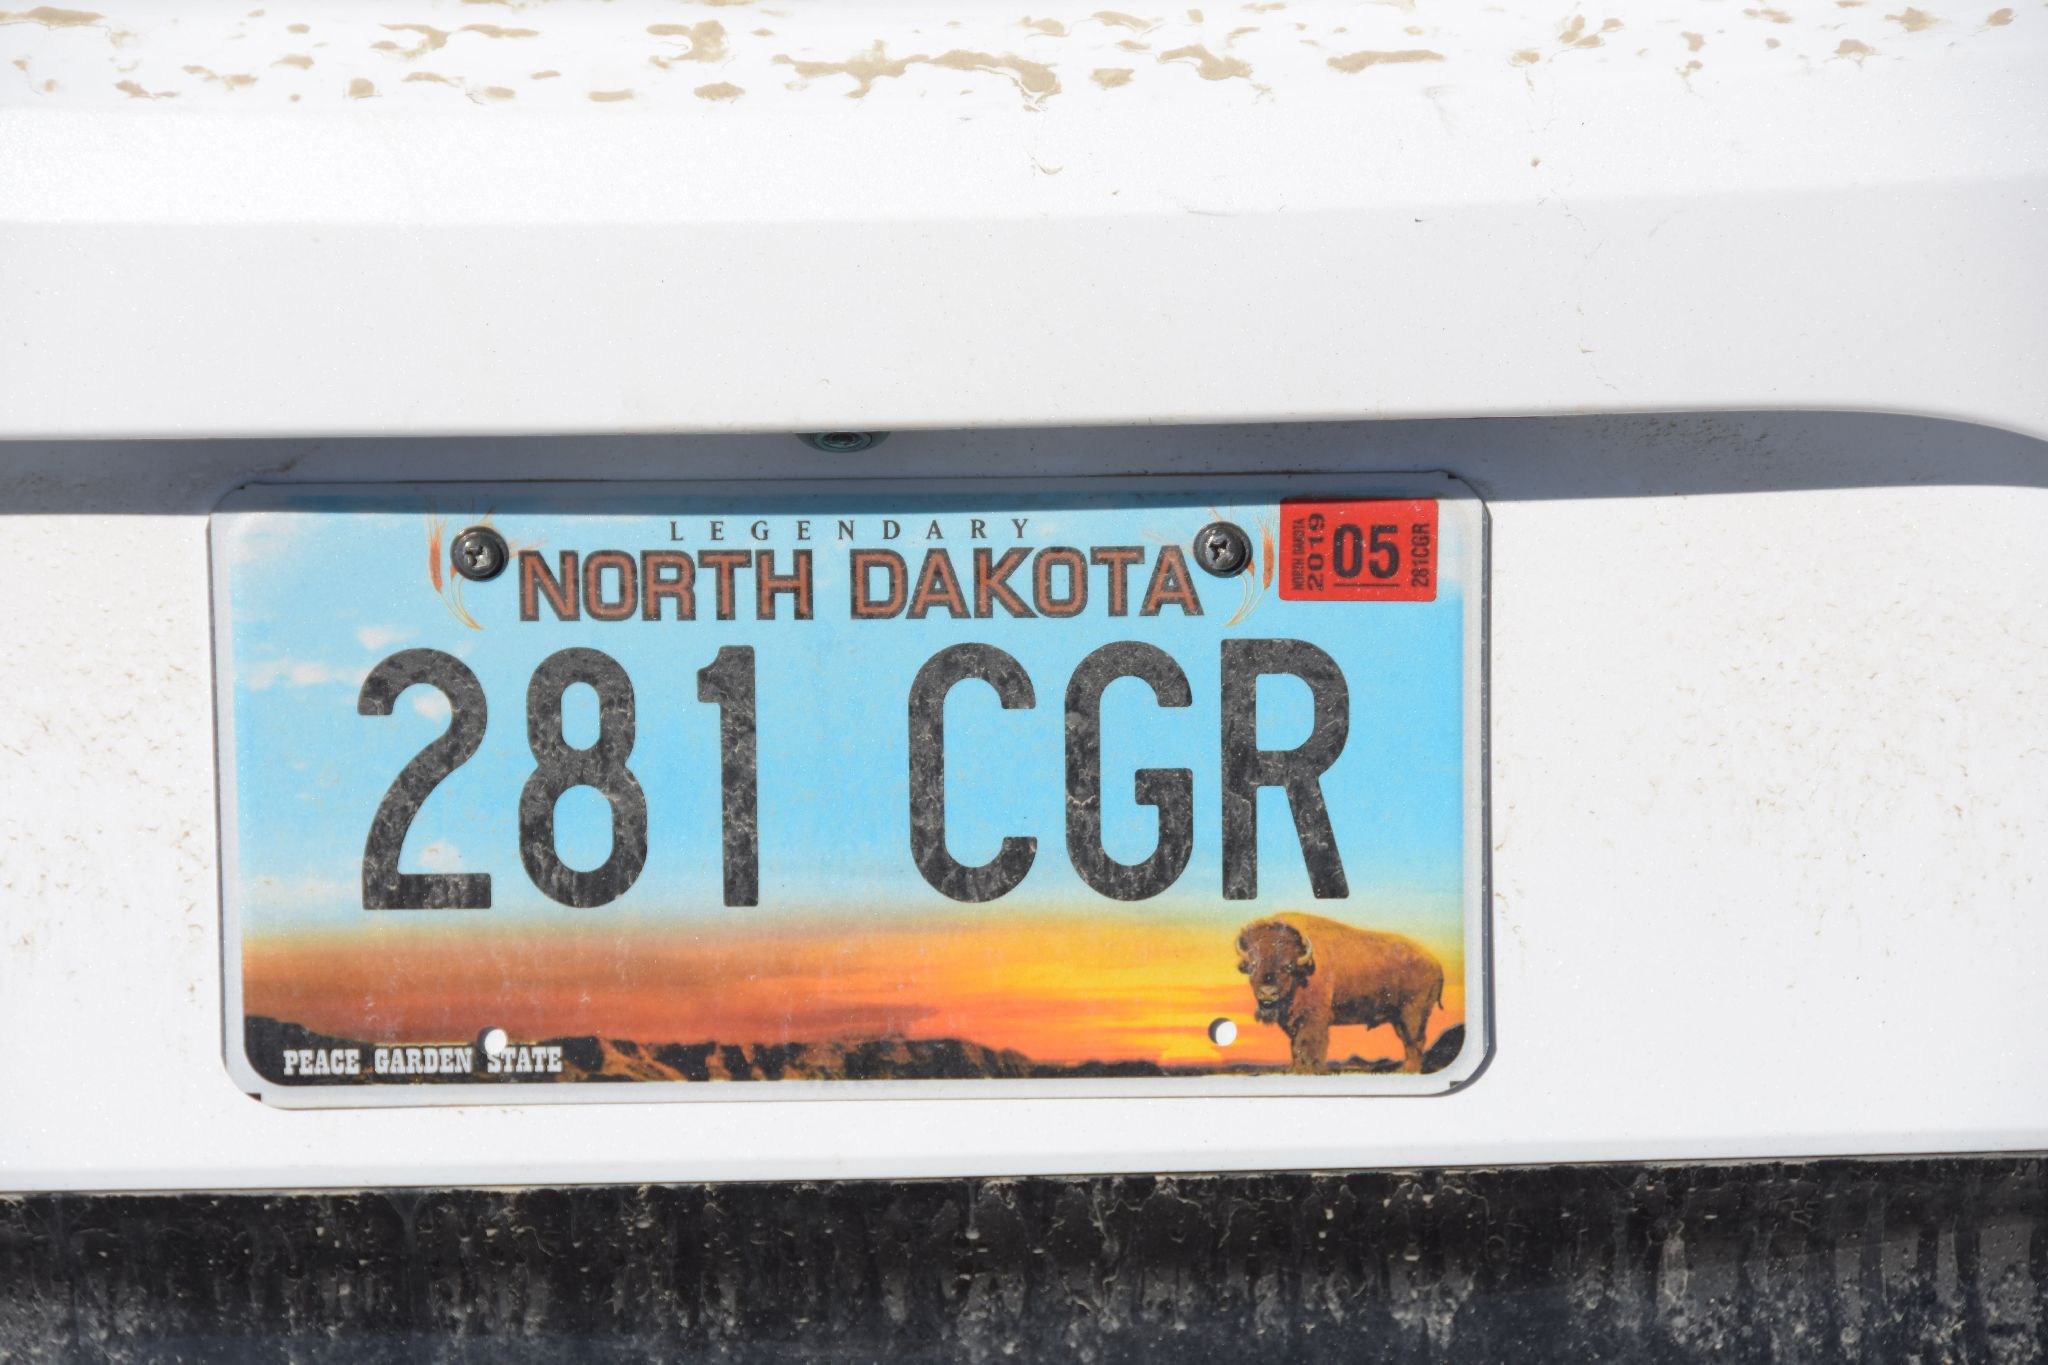 LEGENDARY
NORTH DAKOTA
NORTH DAKOTA
2019
05
281CGR
281 CGR
PEACE GARDEN STATE